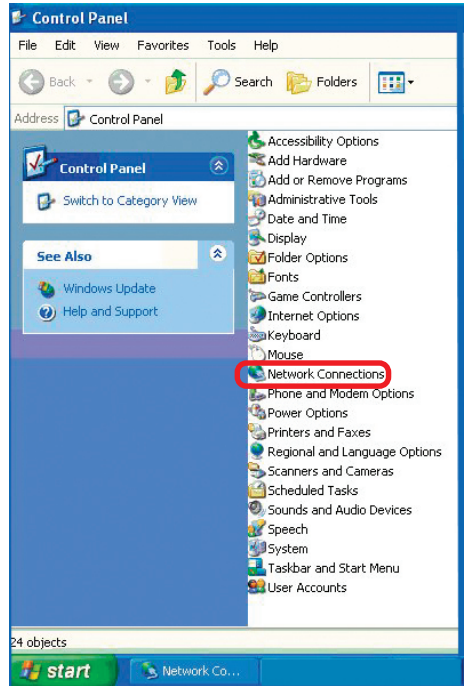 Control Panel
File Edit View Favorites Tools Help
Back Search Folders
Address Control Panel
Control Panel
Switch to Category View
See Also
Windows Update
Help and Support
Accessibility Options
Add Hardware
Add or Remove Programs
Administrative Tools
Date and Time
Display
Folder Options
Fonts
Game Controllers
Internet Options
Keyboard
Mouse
Network Connections
Phone and Modem Options
Power Options
Printers and Faxes
Regional and Language Options
Scanners and Cameras
Scheduled Tasks
Sounds and Audio Devices
Speech
System
Taskbar and Start Menu
User Accounts
24 objects
start Network Co...